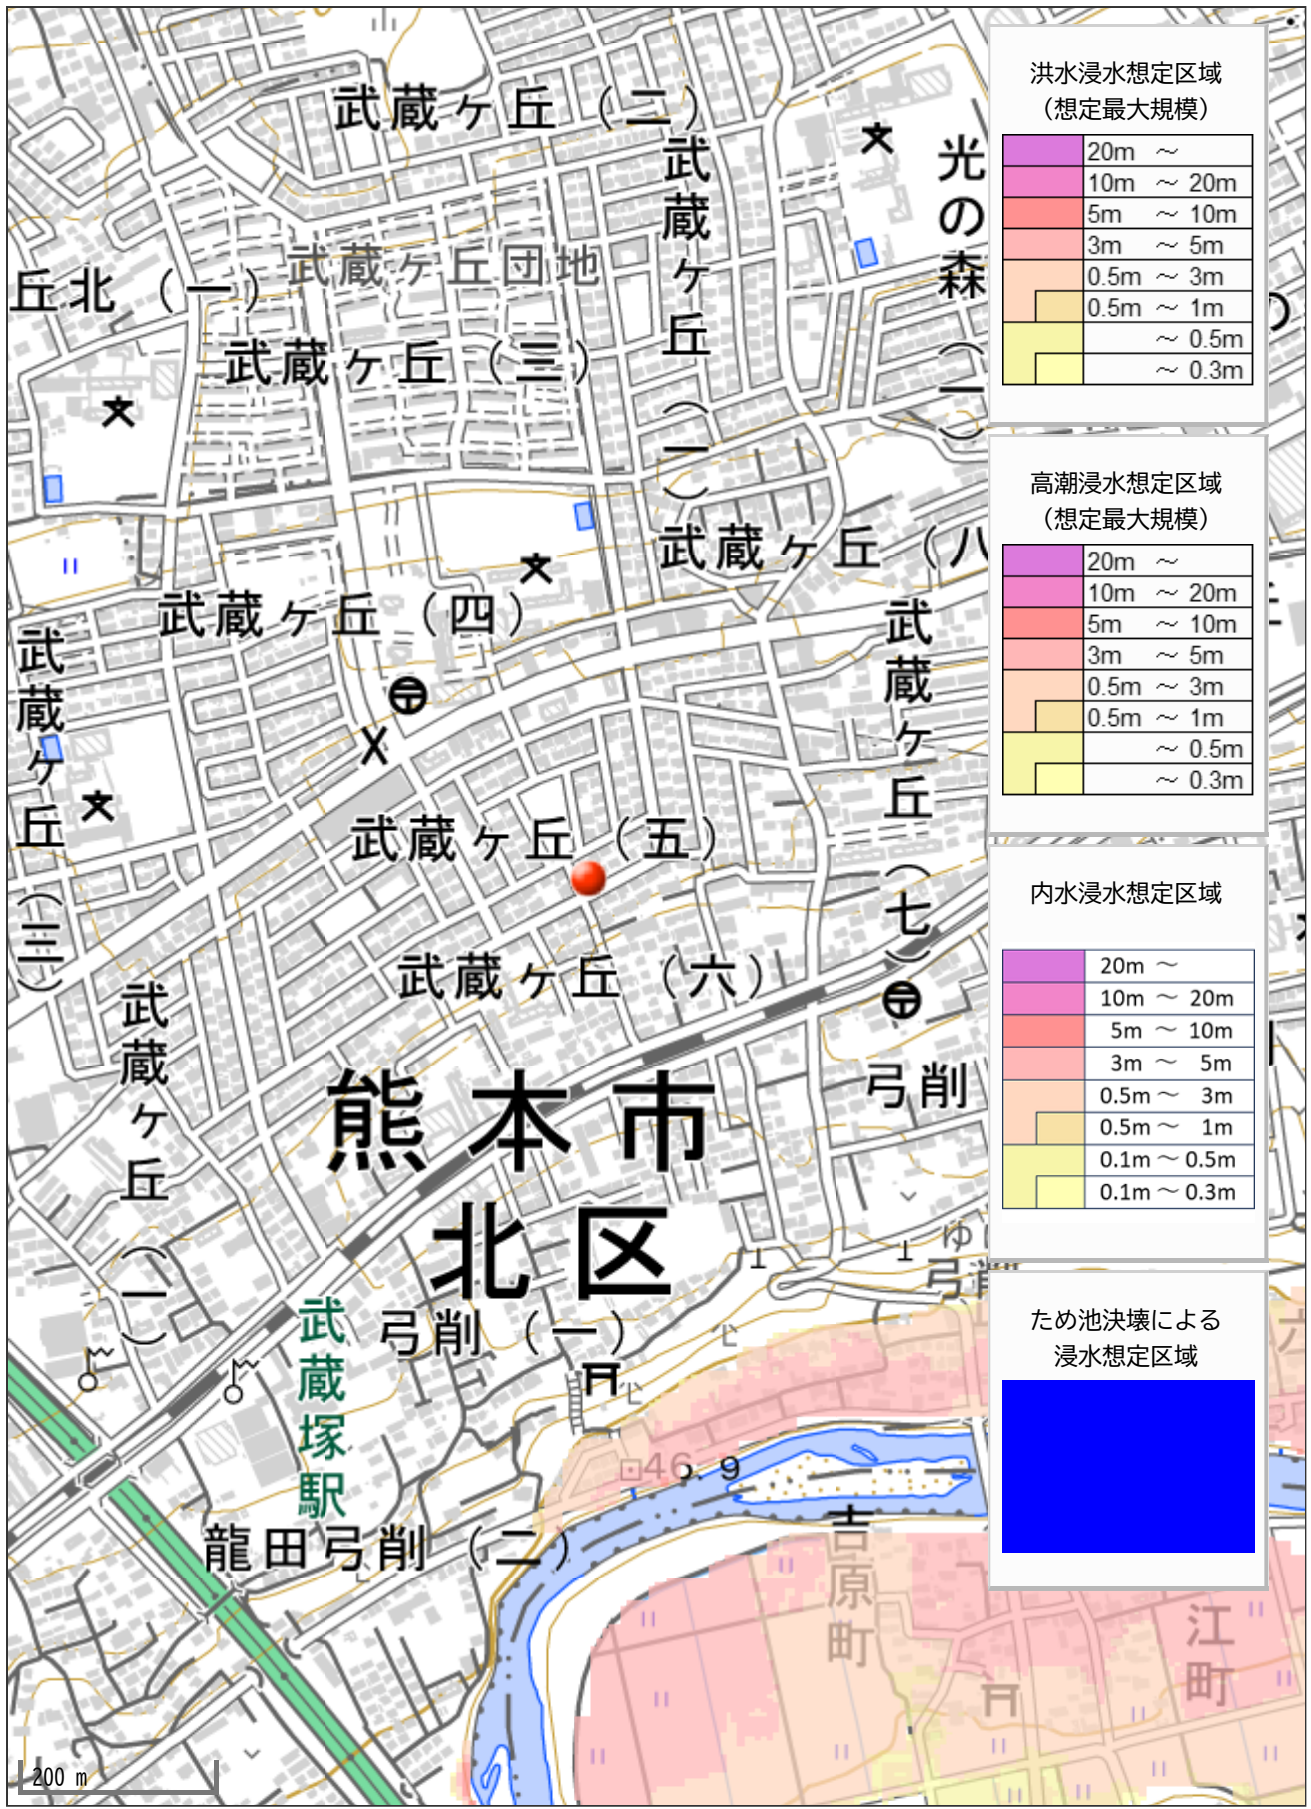 武蔵ヶ丘（二）
武蔵ヶ丘（一）
光の森（一）
武蔵ヶ丘団地
丘北（一）
武蔵ヶ丘（三）
武蔵ヶ丘（八
武蔵ヶ丘（四）
武蔵ヶ丘（三）
武蔵ヶ丘（七）
武蔵ヶ丘（五）
武蔵ヶ丘（六）
武蔵ヶ丘（一）
弓削
熊本市
北区
弓削（一）
武蔵塚駅
46.9
龍田弓削（二）
吉原町
江町
200 m
洪水浸水想定区域
（想定最大規模）
20m ～
10m ～ 20m
5m ～ 10m
3m ～ 5m
0.5m ～ 3m
0.5m ～ 1m
～ 0.5m
～ 0.3m
高潮浸水想定区域
（想定最大規模）
20m ～
10m ～ 20m
5m ～ 10m
3m ～ 5m
0.5m ～ 3m
0.5m ～ 1m
～ 0.5m
～ 0.3m
内水浸水想定区域
20m ～
10m ～ 20m
5m ～ 10m
3m ～ 5m
0.5m ～ 3m
0.5m ～ 1m
0.1m ～ 0.5m
0.1m ～ 0.3m
ため池決壊による
浸水想定区域